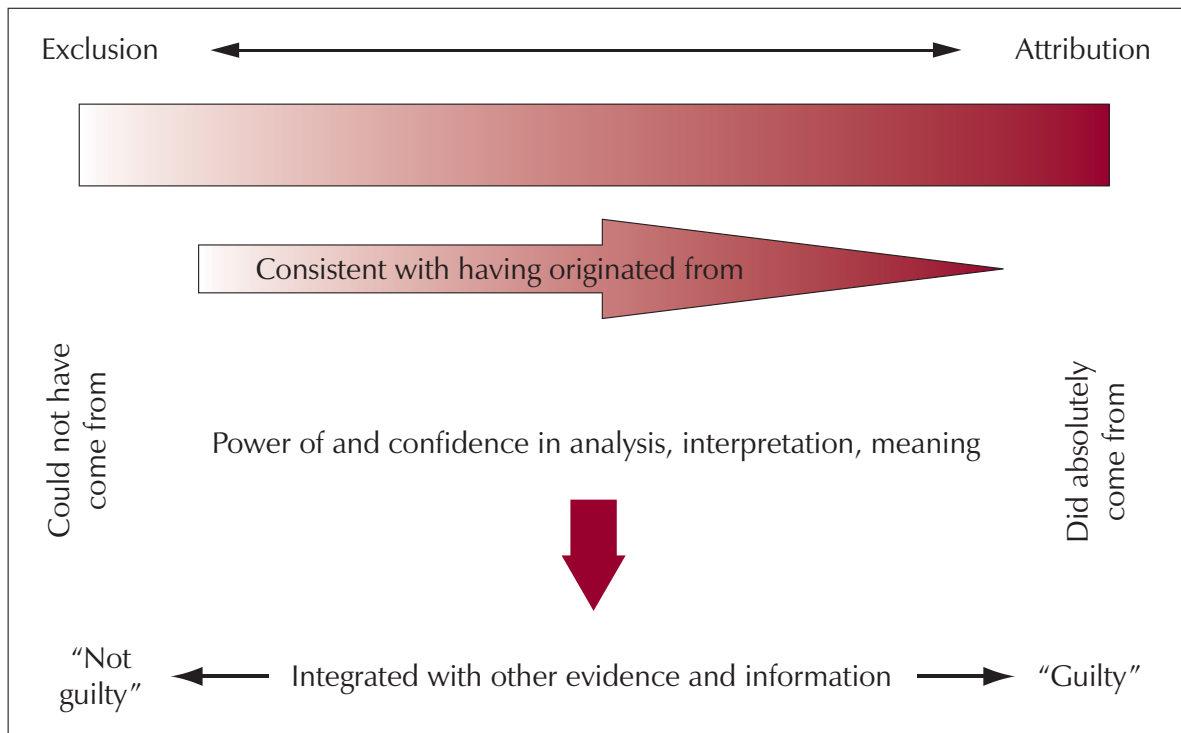 Exclusion
Attribution
Consistent with having originated from
Could not have
come from
Power of and confidence in analysis, interpretation, meaning
Did absolutely
come from
“Not
guilty”
Integrated with other evidence and information
“Guilty”